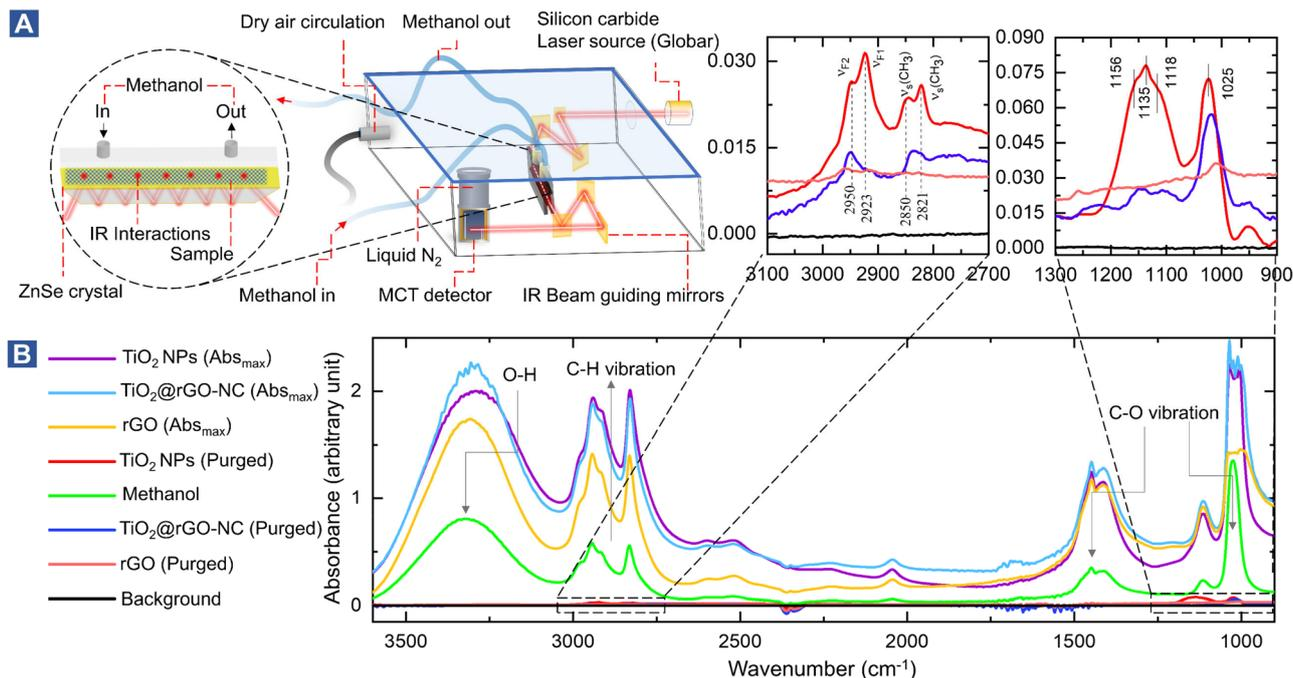 A
Dry air circulation
Methanol out
Silicon carbide
Laser source (Globar)
Methanol
In
Out
IR Interactions
Sample
ZnSe crystal
Methanol in
Liquid N2
MCT detector
IR Beam guiding mirrors
0.030
0.015
0.000
νF2
νF1
νs(CH3)
νs(CH3)
2950
2923
2850
2821
3100
3000
2900
2800
2700
0.090
0.075
0.060
0.045
0.030
0.015
0.000
1156
1135
1118
1025
1300
1200
1100
1000
900
B
TiO2 NPs (Absmax)
TiO2@rGO-NC (Absmax)
rGO (Absmax)
TiO2 NPs (Purged)
Methanol
TiO2@rGO-NC (Purged)
rGO (Purged)
Background
Absorbance (arbitrary unit)
2
1
0
O-H
C-H vibration
C-O vibration
3500
3000
2500
2000
1500
1000
Wavenumber (cm-1)